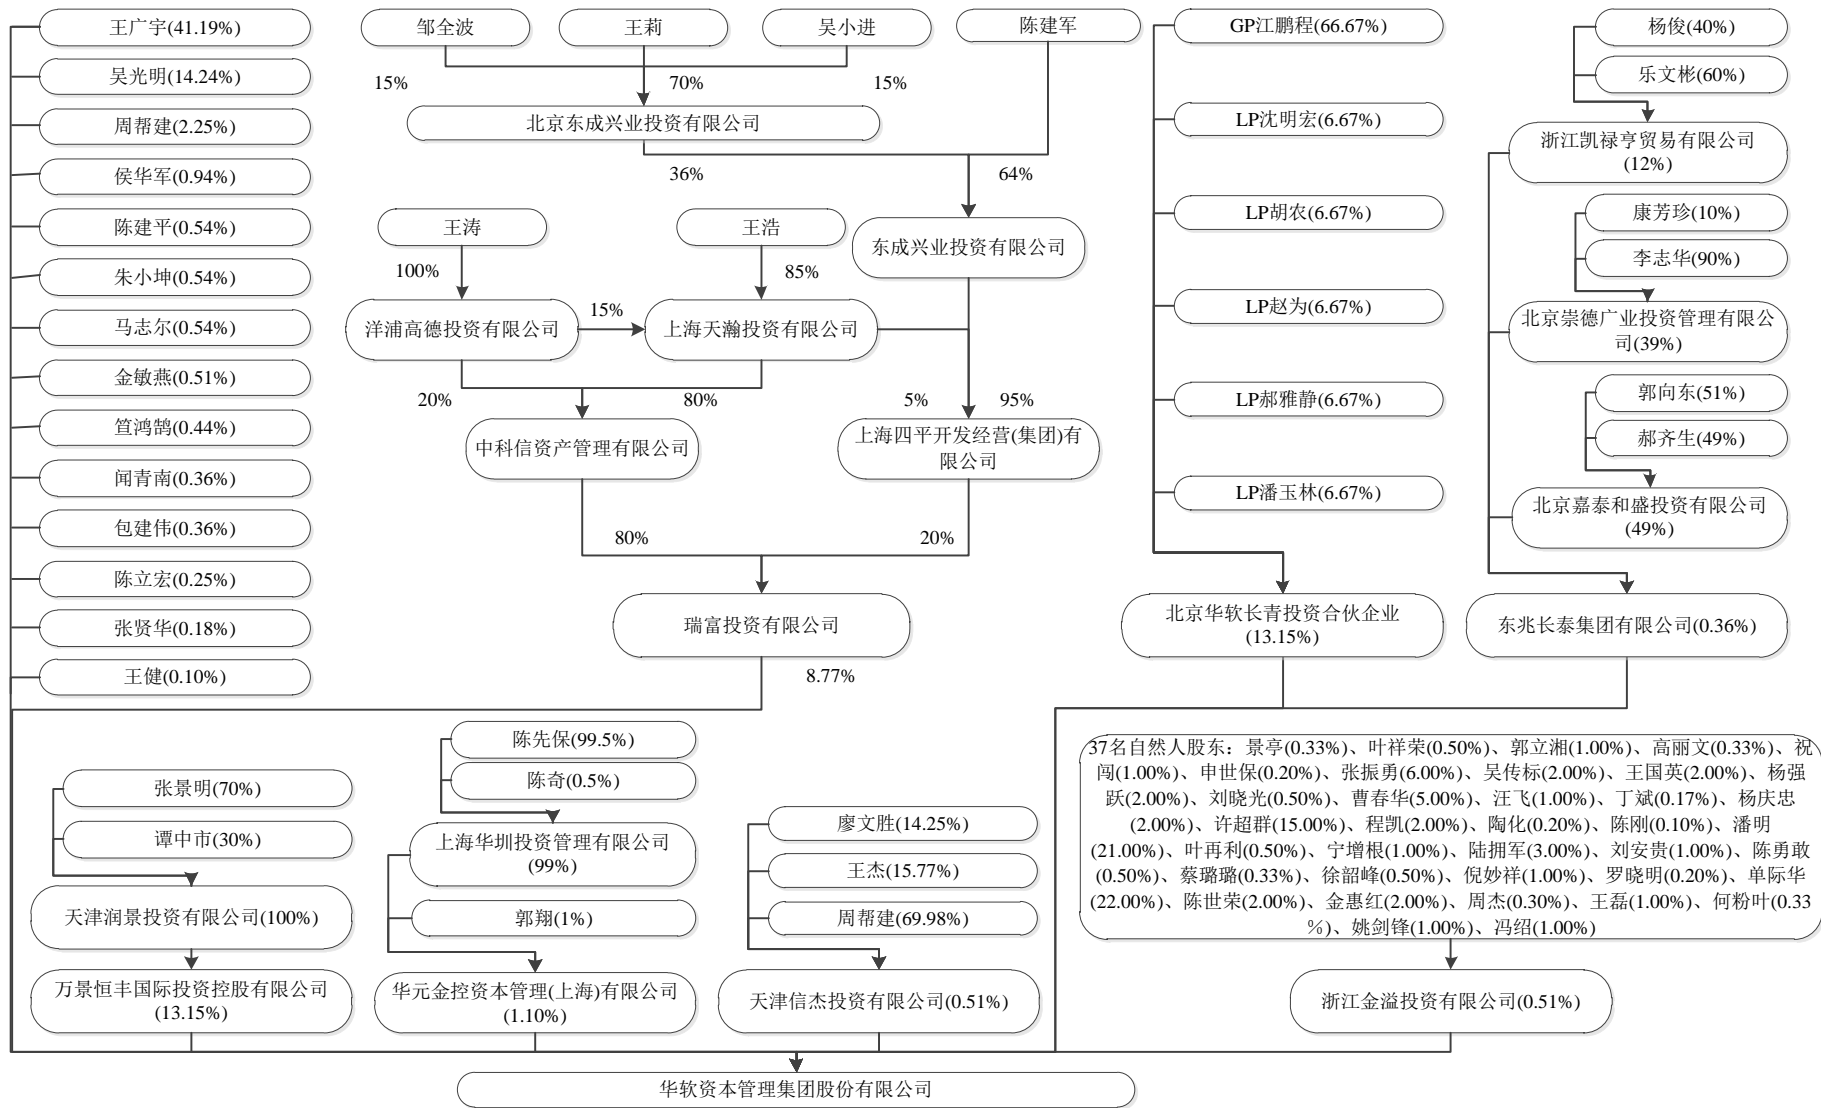 王广宇(41.19%)
吴光明(14.24%)
周帮建(2.25%)
侯华军(0.94%)
陈建平(0.54%)
朱小坤(0.54%)
马志尔(0.54%)
金敏燕(0.51%)
笪鸿鹄(0.44%)
闻青南(0.36%)
包建伟(0.36%)
陈立宏(0.25%)
张贤华(0.18%)
王健(0.10%)
邹全波
王莉
吴小进
陈建军
15%
70%
15%
北京东成兴业投资有限公司
36%
64%
王涛
王浩
东成兴业投资有限公司
100%
85%
洋浦高德投资有限公司
15%
上海天瀚投资有限公司
20%
80%
5%
95%
中科信资产管理有限公司
上海四平开发经营(集团)有
限公司
80%
20%
瑞富投资有限公司
8.77%
GP江鹏程(66.67%)
LP沈明宏(6.67%)
LP胡农(6.67%)
LP赵为(6.67%)
LP郝雅静(6.67%)
LP潘玉林(6.67%)
北京华软长青投资合伙企业
(13.15%)
杨俊(40%)
乐文彬(60%)
浙江凯禄亨贸易有限公司
(12%)
康芳珍(10%)
李志华(90%)
北京崇德广业投资管理有限公
司(39%)
郭向东(51%)
郝齐生(49%)
北京嘉泰和盛投资有限公司
(49%)
东兆长泰集团有限公司(0.36%)
张景明(70%)
谭中市(30%)
天津润景投资有限公司(100%)
万景恒丰国际投资控股有限公司
(13.15%)
陈先保(99.5%)
陈奇(0.5%)
上海华圳投资管理有限公司
(99%)
郭翔(1%)
华元金控资本管理(上海)有限公司
(1.10%)
廖文胜(14.25%)
王杰(15.77%)
周帮建(69.98%)
天津信杰投资有限公司(0.51%)
37名自然人股东：景亭(0.33%)、叶祥荣(0.50%)、郭立湘(1.00%)、高丽文(0.33%)、祝
闯(1.00%)、申世保(0.20%)、张振勇(6.00%)、吴传标(2.00%)、王国英(2.00%)、杨强
跃(2.00%)、刘晓光(0.50%)、曹春华(5.00%)、汪飞(1.00%)、丁斌(0.17%)、杨庆忠
(2.00%)、许超群(15.00%)、程凯(2.00%)、陶化(0.20%)、陈刚(0.10%)、潘明
(21.00%)、叶再利(0.50%)、宁增根(1.00%)、陆拥军(3.00%)、刘安贵(1.00%)、陈勇敢
(0.50%)、蔡璐璐(0.33%)、徐韶峰(0.50%)、倪妙祥(1.00%)、罗晓明(0.20%)、单际华
(22.00%)、陈世荣(2.00%)、金惠红(2.00%)、周杰(0.30%)、王磊(1.00%)、何粉叶(0.33
%)、姚剑锋(1.00%)、冯绍(1.00%)
浙江金溢投资有限公司(0.51%)
华软资本管理集团股份有限公司